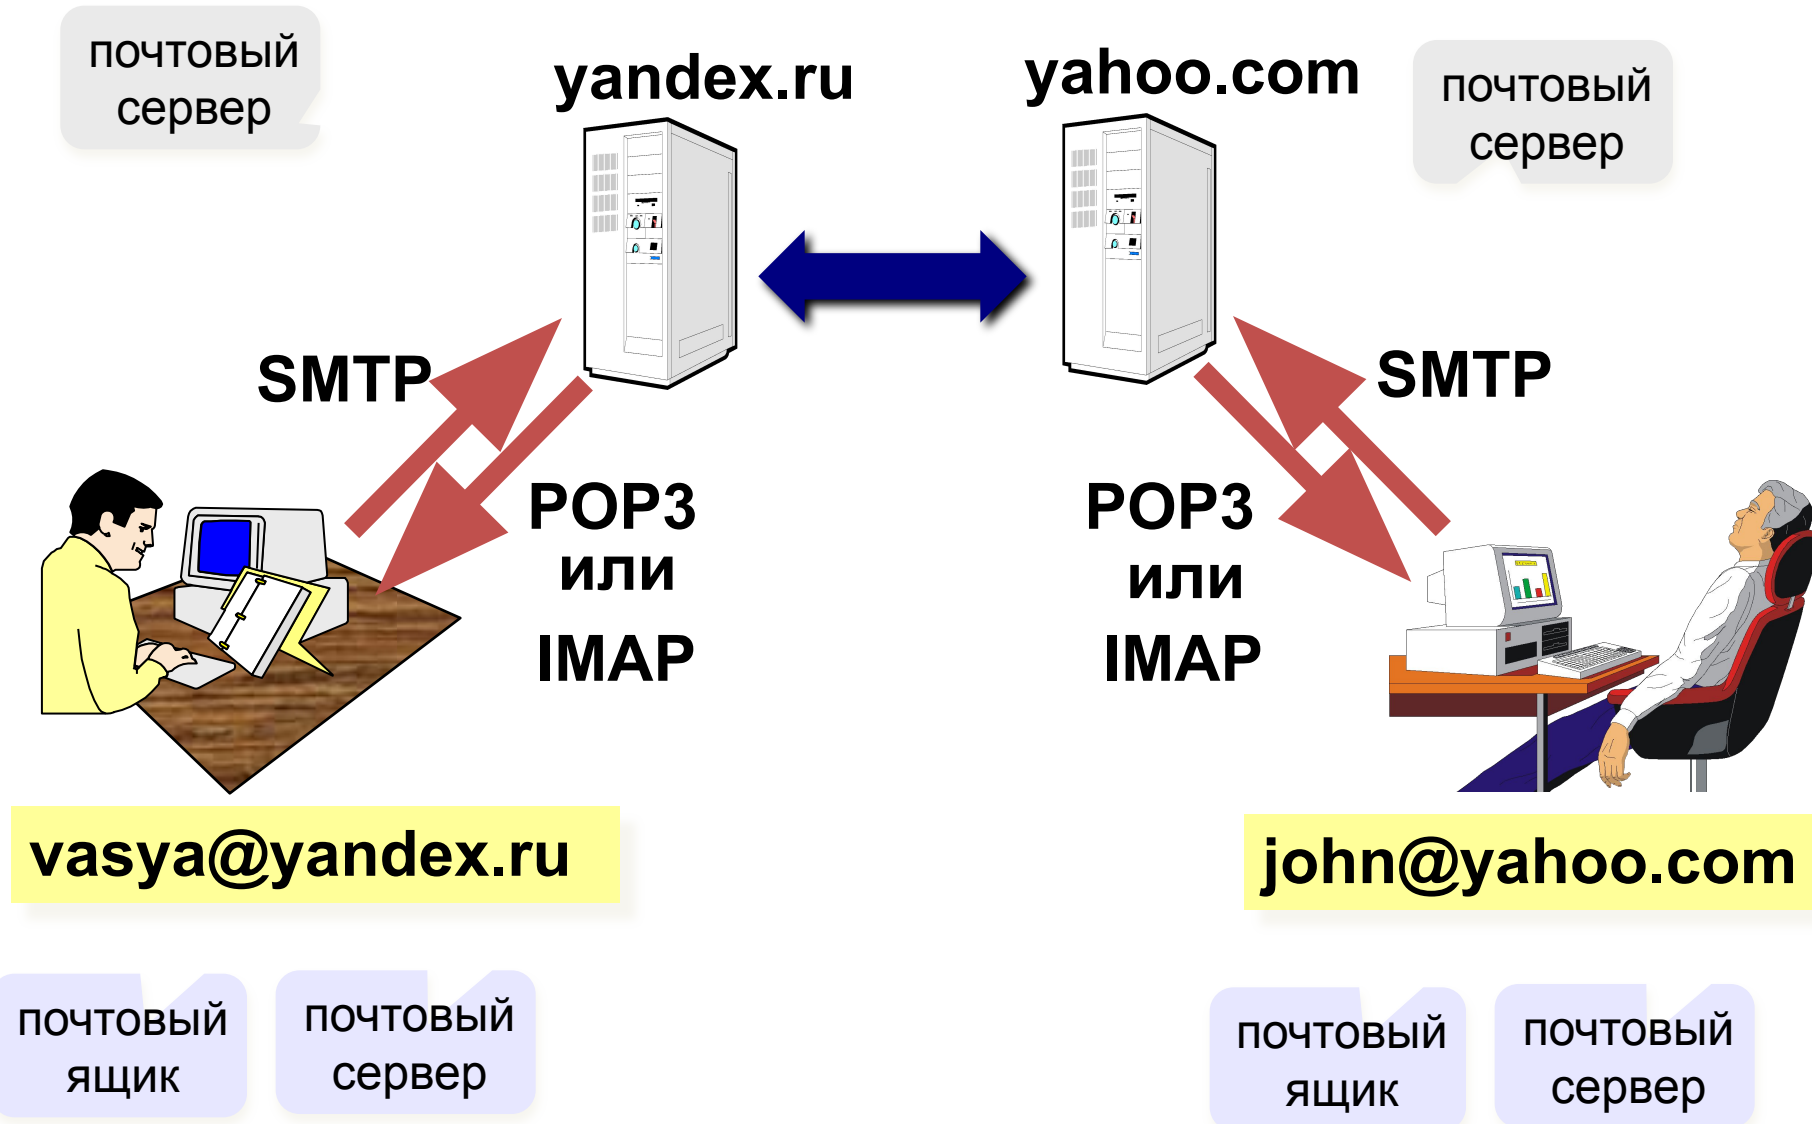 почтовый
сервер
yandex.ru
yahoo.com
почтовый
сервер
SMTP
SMTP
POP3
или
IMAP
POP3
или
IMAP
vasya@yandex.ru
john@yahoo.com
почтовый
ящик
почтовый
сервер
почтовый
ящик
почтовый
сервер